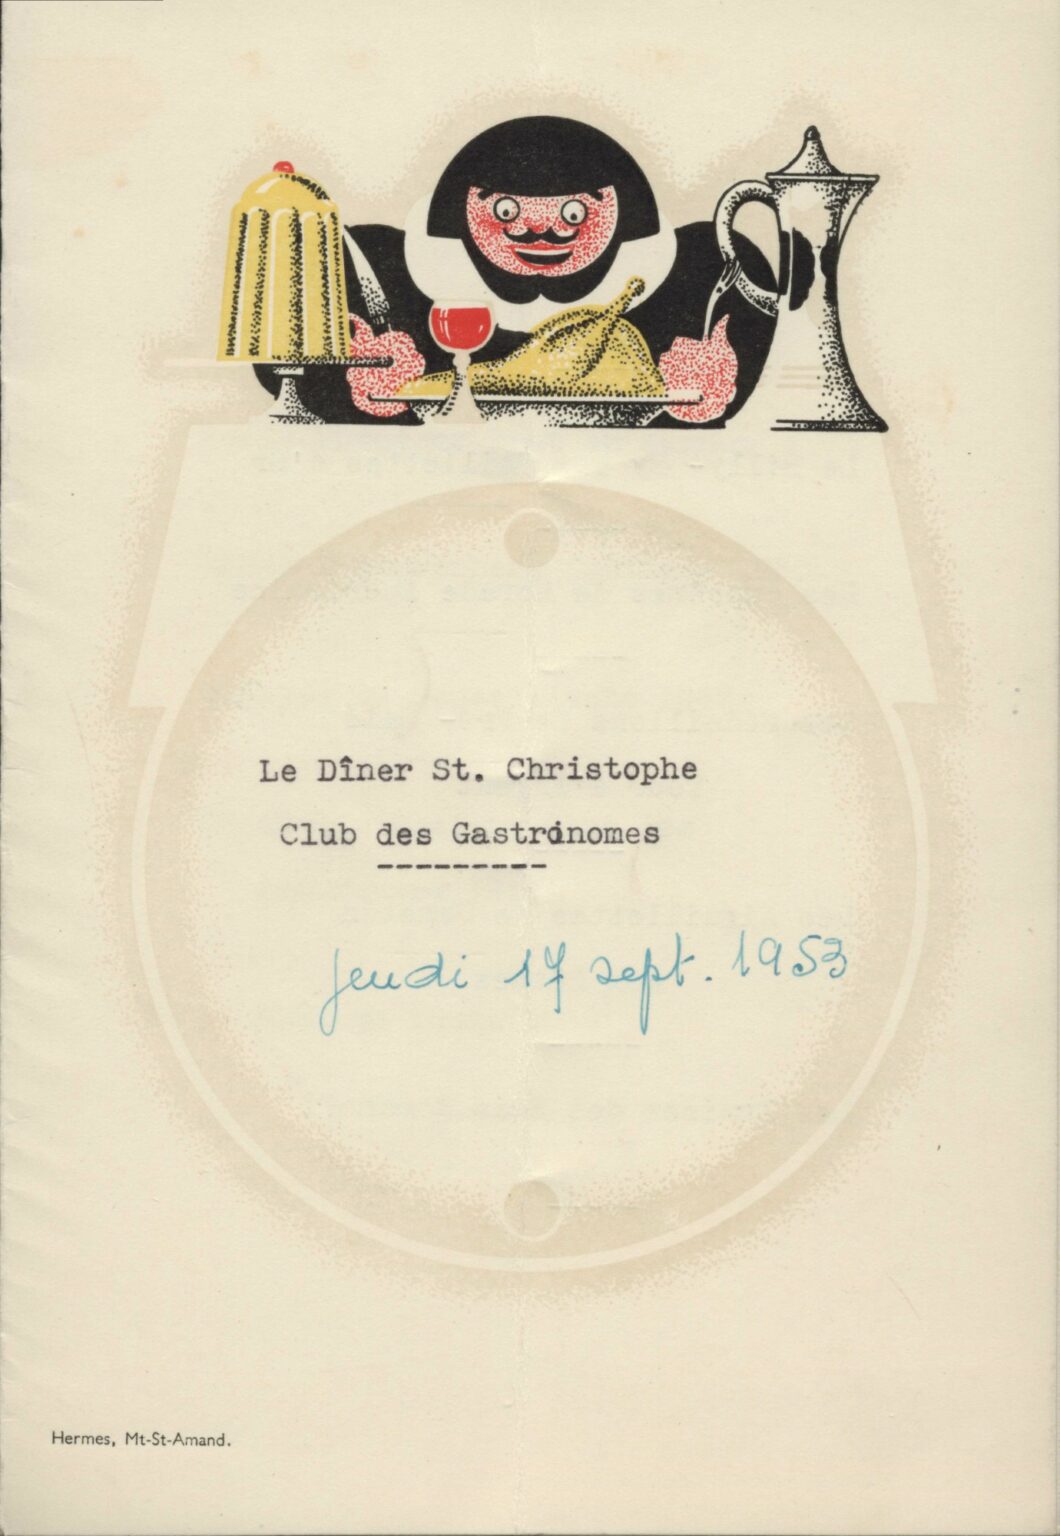 Le Dîner St. Christophe
Club des Gastronomes
---------
jeudi 17 sept. 1953
Hermes, Mt-St-Amand.